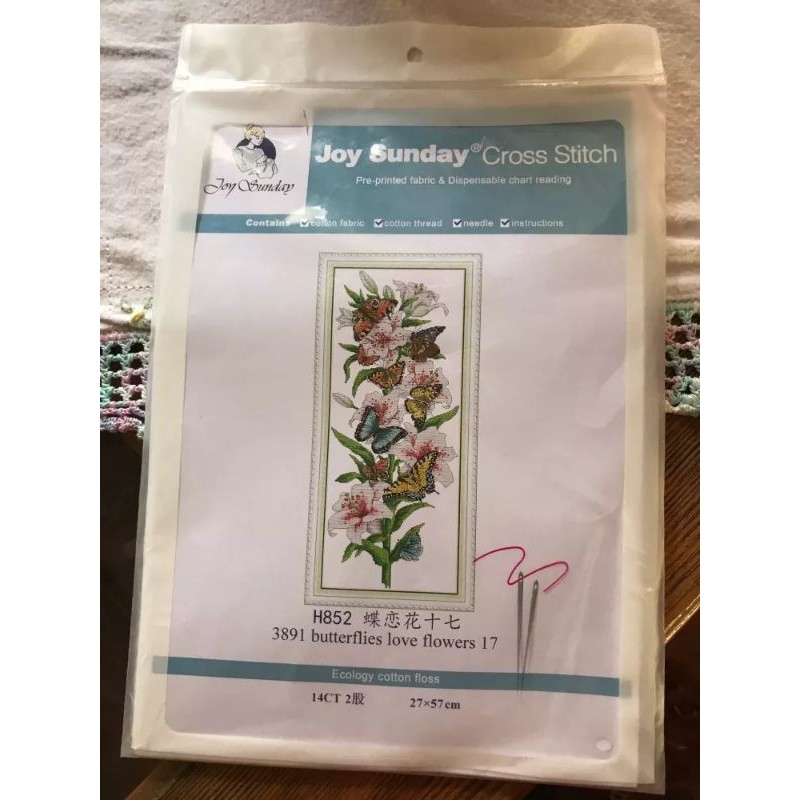 Joy Sunday
Joy Sunday® Cross Stitch
Pre-printed fabric & Dispensable chart reading
Contains cotton fabric cotton thread needle instructions
H852 蝶恋花十七
3891 butterflies love flowers 17
Ecology cotton floss
14CT 2股 27×57cm